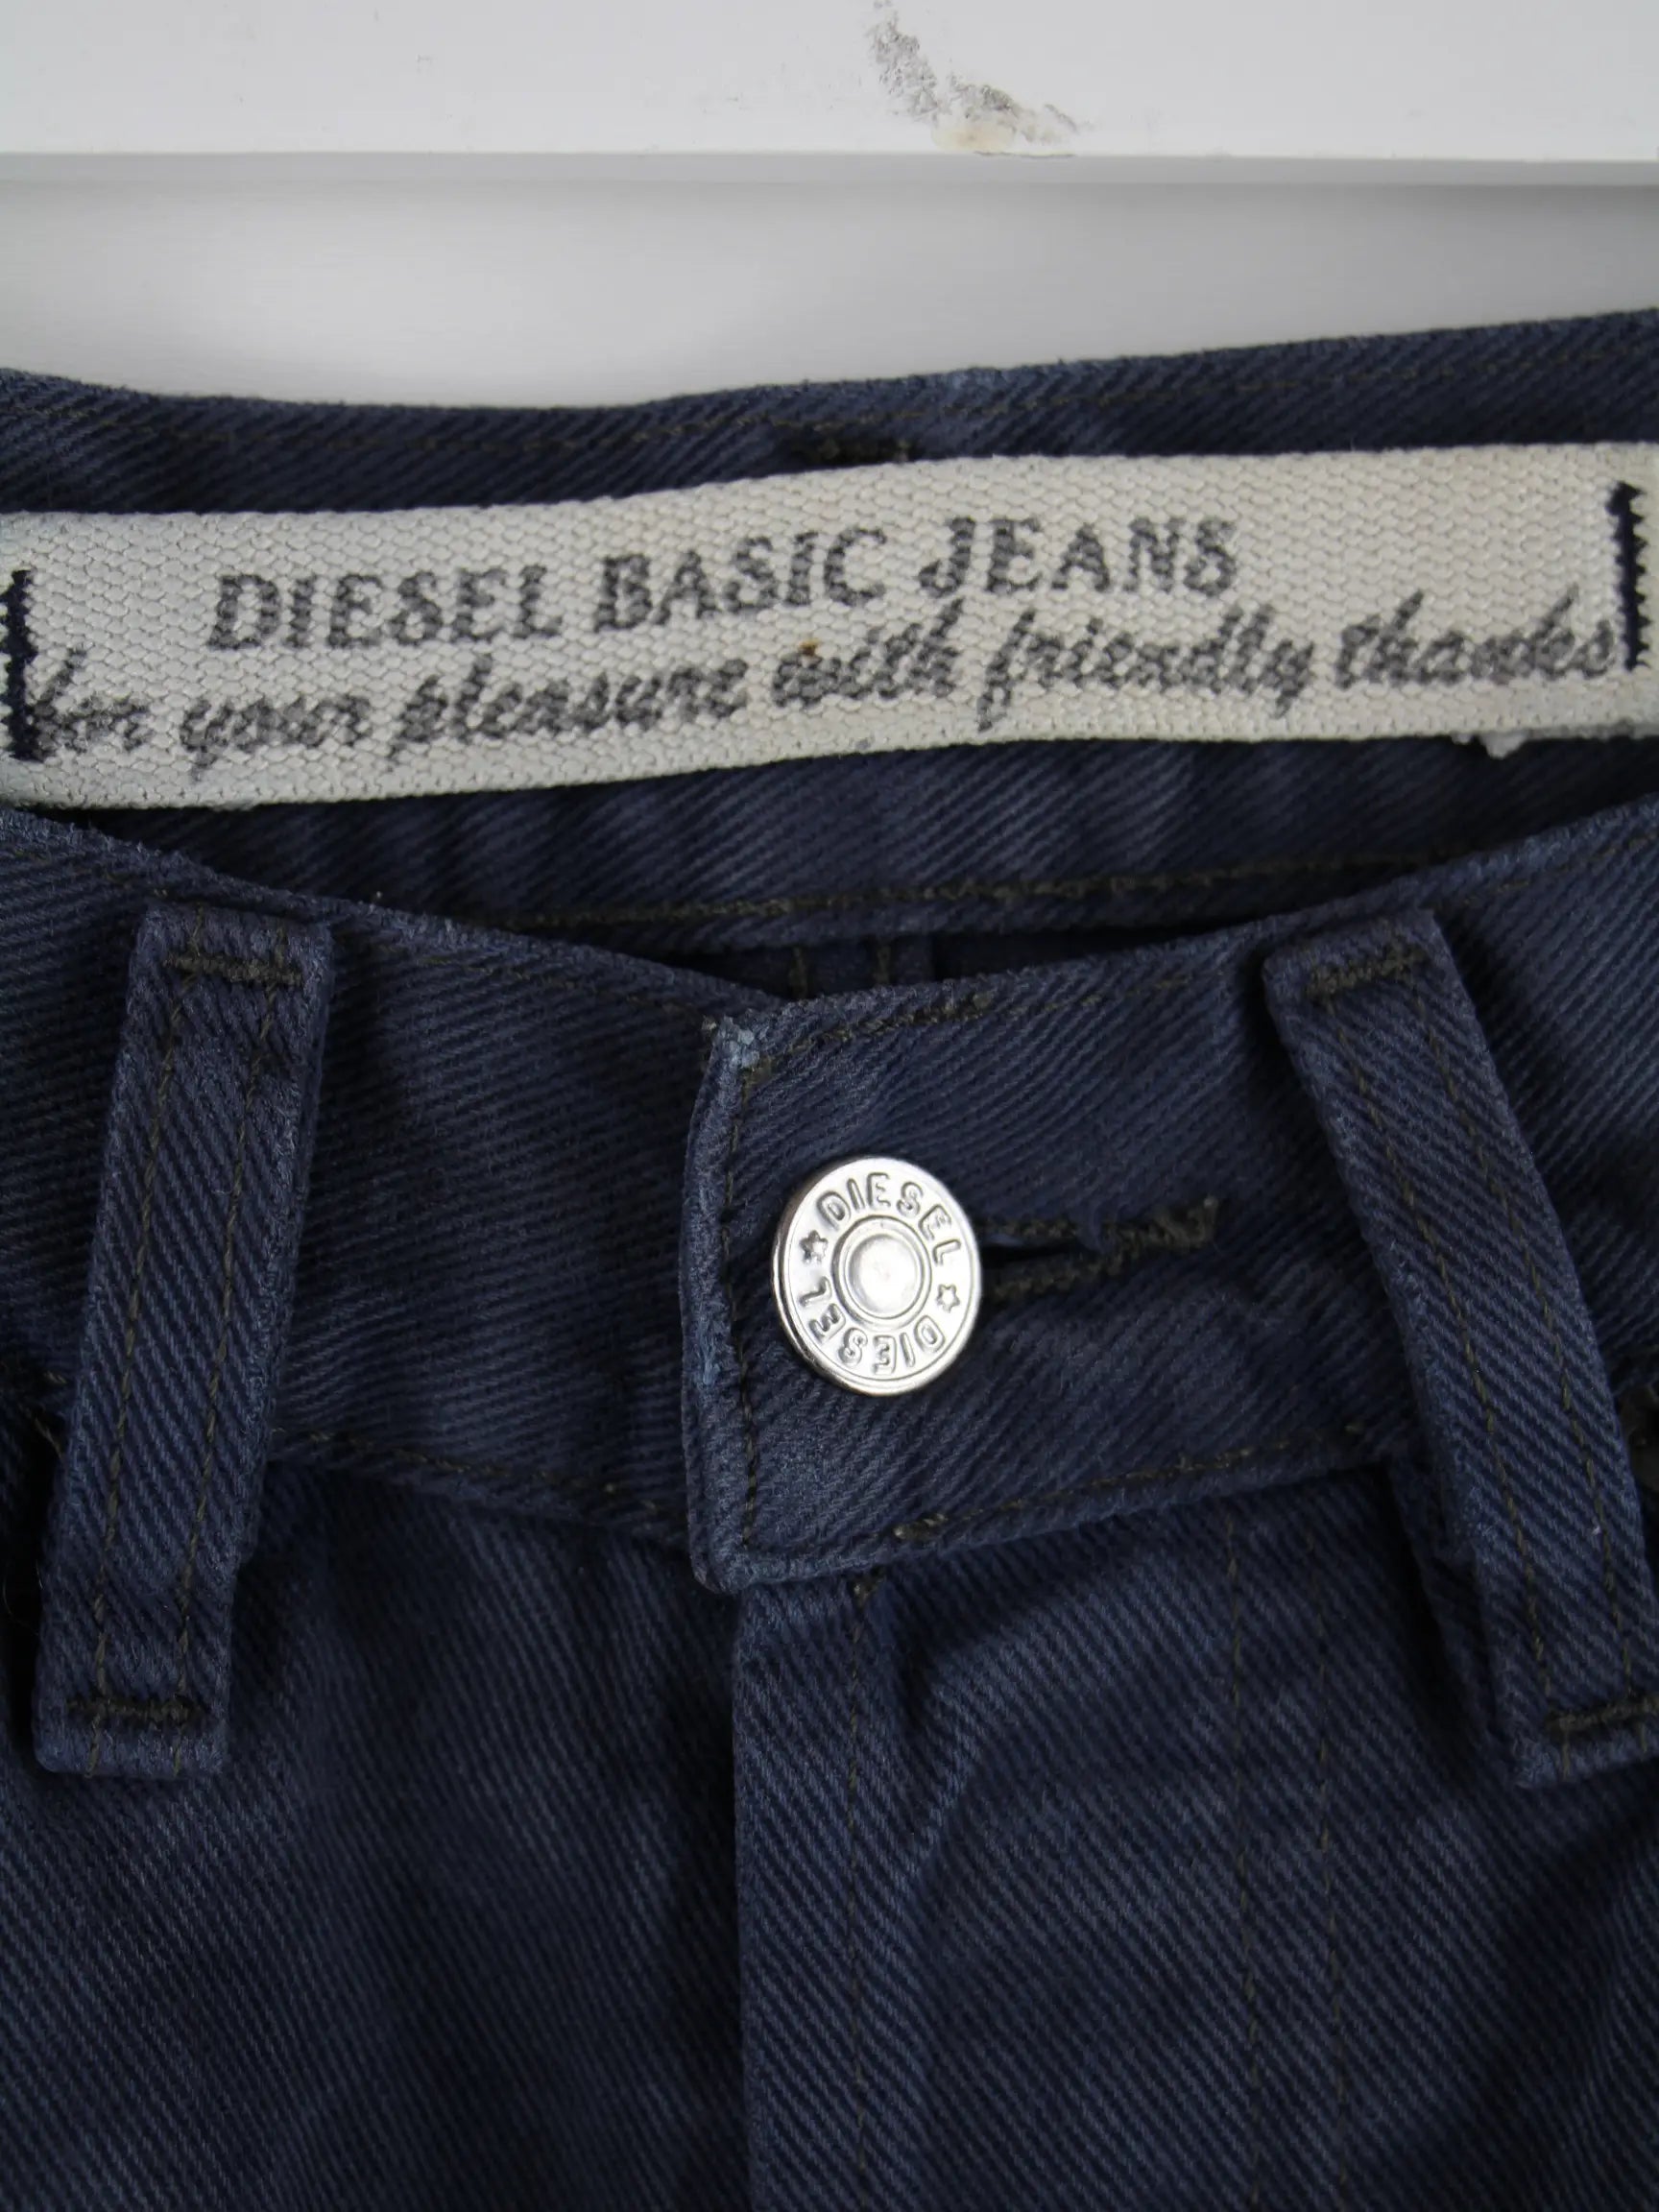 DIESEL BASIC JEANS
for your pleasure with friendly thanks
DIESEL ☆ DIESEL ☆